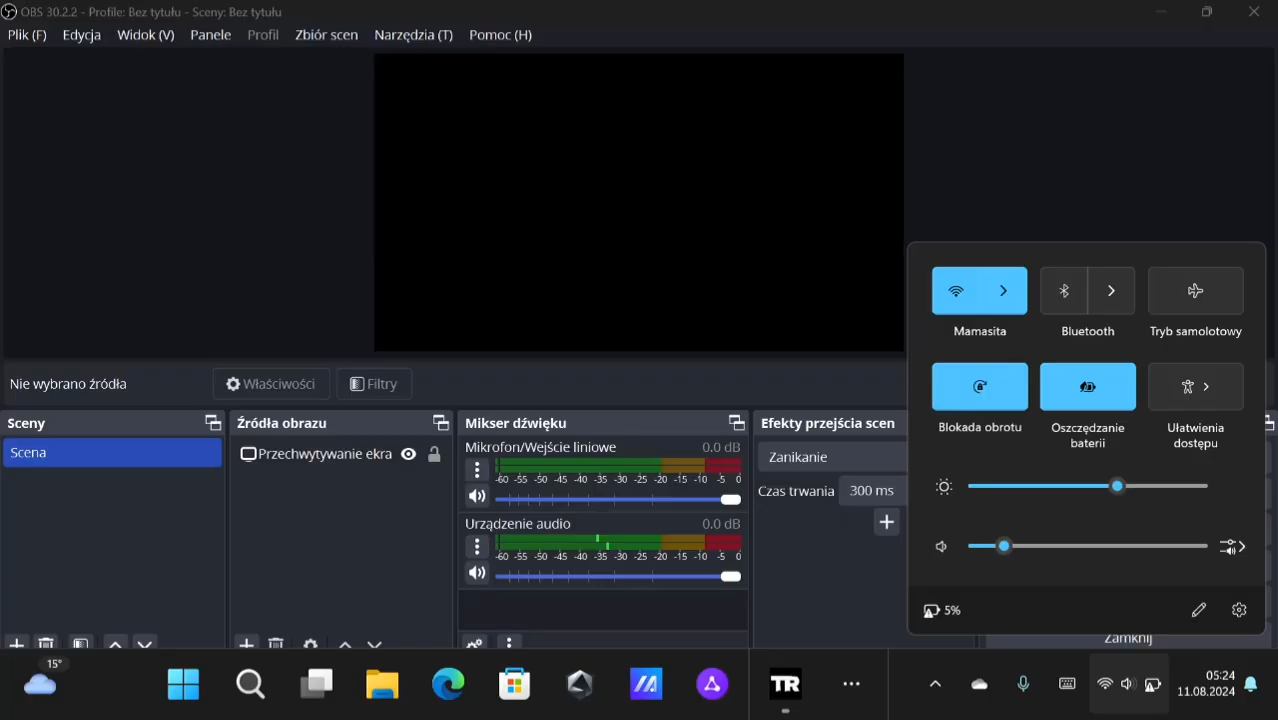 OBS 30.2.2 - Profile: Bez tytułu - Sceny: Bez tytułu
Plik (F) Edycja Widok (V) Panele Profil Zbiór scen Narzędzia (T) Pomoc (H)
Mamasita Bluetooth Tryb samolotowy
Nie wybrano źródła Właściwości Filtry
Blokada obrotu Oszczędzanie baterii Ułatwienia dostępu
Sceny Źródła obrazu Mikser dźwięku Efekty przejścia scen
Scena
Przechwytywanie ekra
Mikrofon/Wejście liniowe 0.0 dB
-60 -55 -50 -45 -40 -35 -30 -25 -20 -15 -10 -5 0
Zanikanie
Czas trwania 300 ms
Urządzenie audio 0.0 dB
-60 -55 -50 -45 -40 -35 -30 -25 -20 -15 -10 -5 0
5%
Zamknij
15°
TR
05:24
11.08.2024